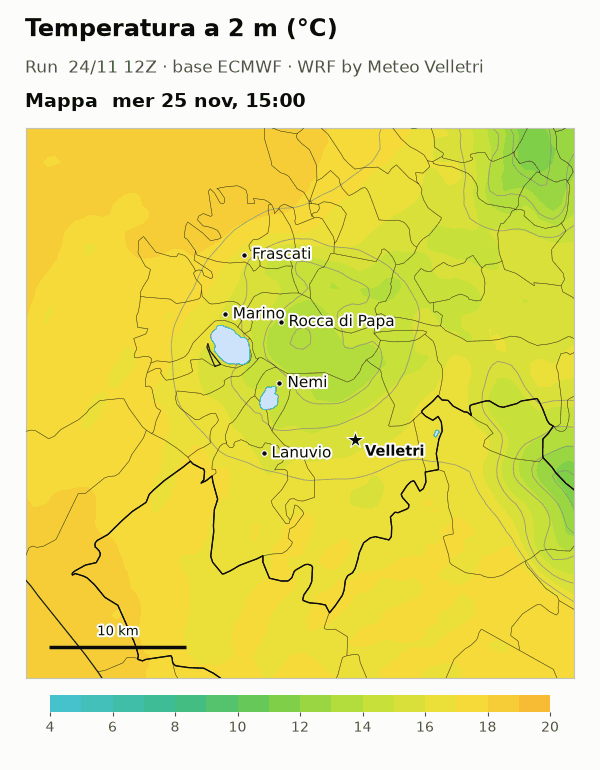 Temperatura a 2 m (°C)
Run  24/11 12Z · base ECMWF · WRF by Meteo Velletri
Mappa  mer 25 nov, 15:00
Frascati
Marino
Rocca di Papa
Nemi
Velletri
Lanuvio
10 km
4 6 8 10 12 14 16 18 20